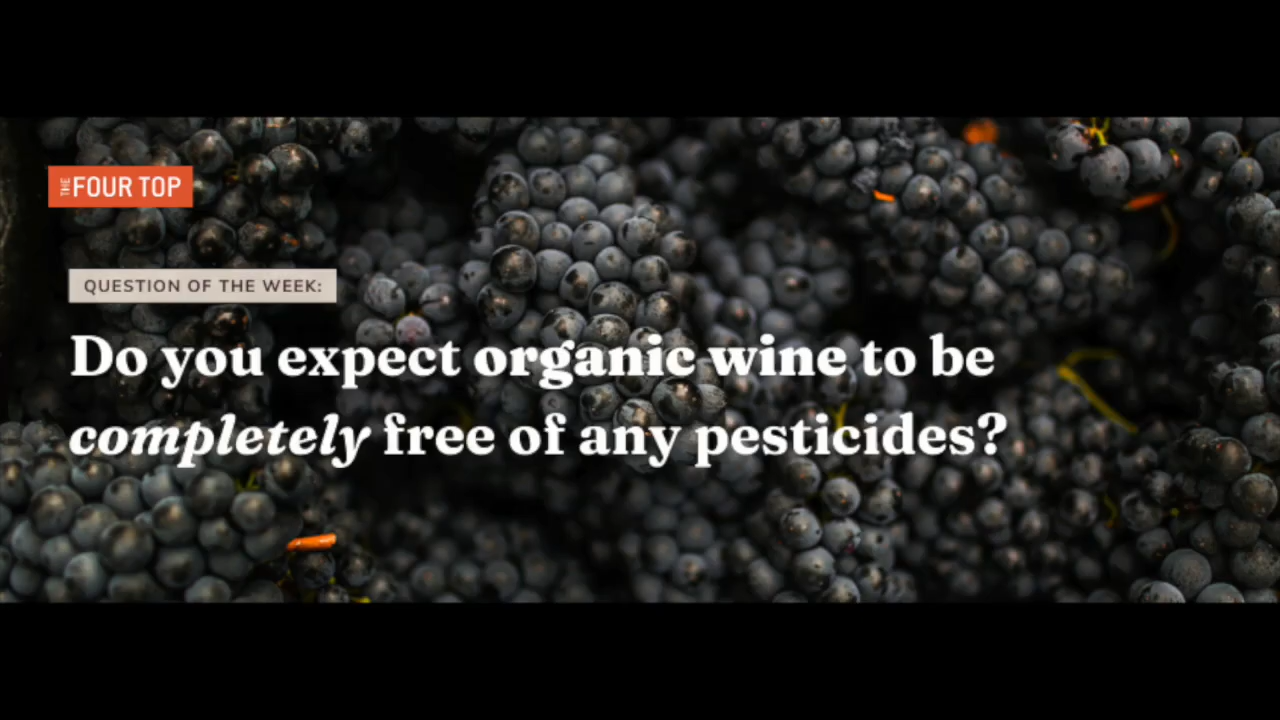 THE FOUR TOP
QUESTION OF THE WEEK:
Do you expect organic wine to be
completely free of any pesticides?